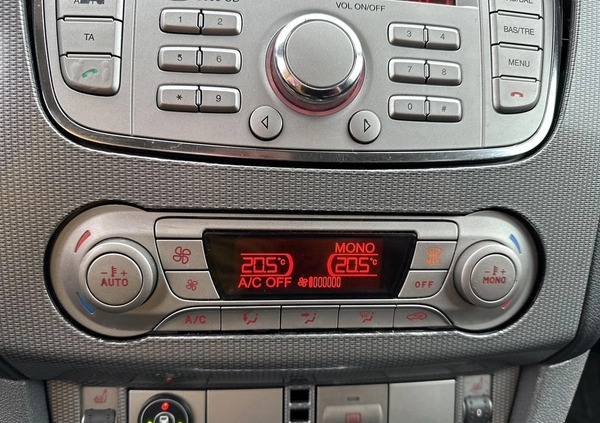 VOL ON/OFF
1 2
3 4
BAS/TRE
TA
5 6
7 8
MENU
* 9
0 #
MONO
20.5°C 20.5°C
A/C OFF
- +
AUTO
OFF
- +
MONO
A/C